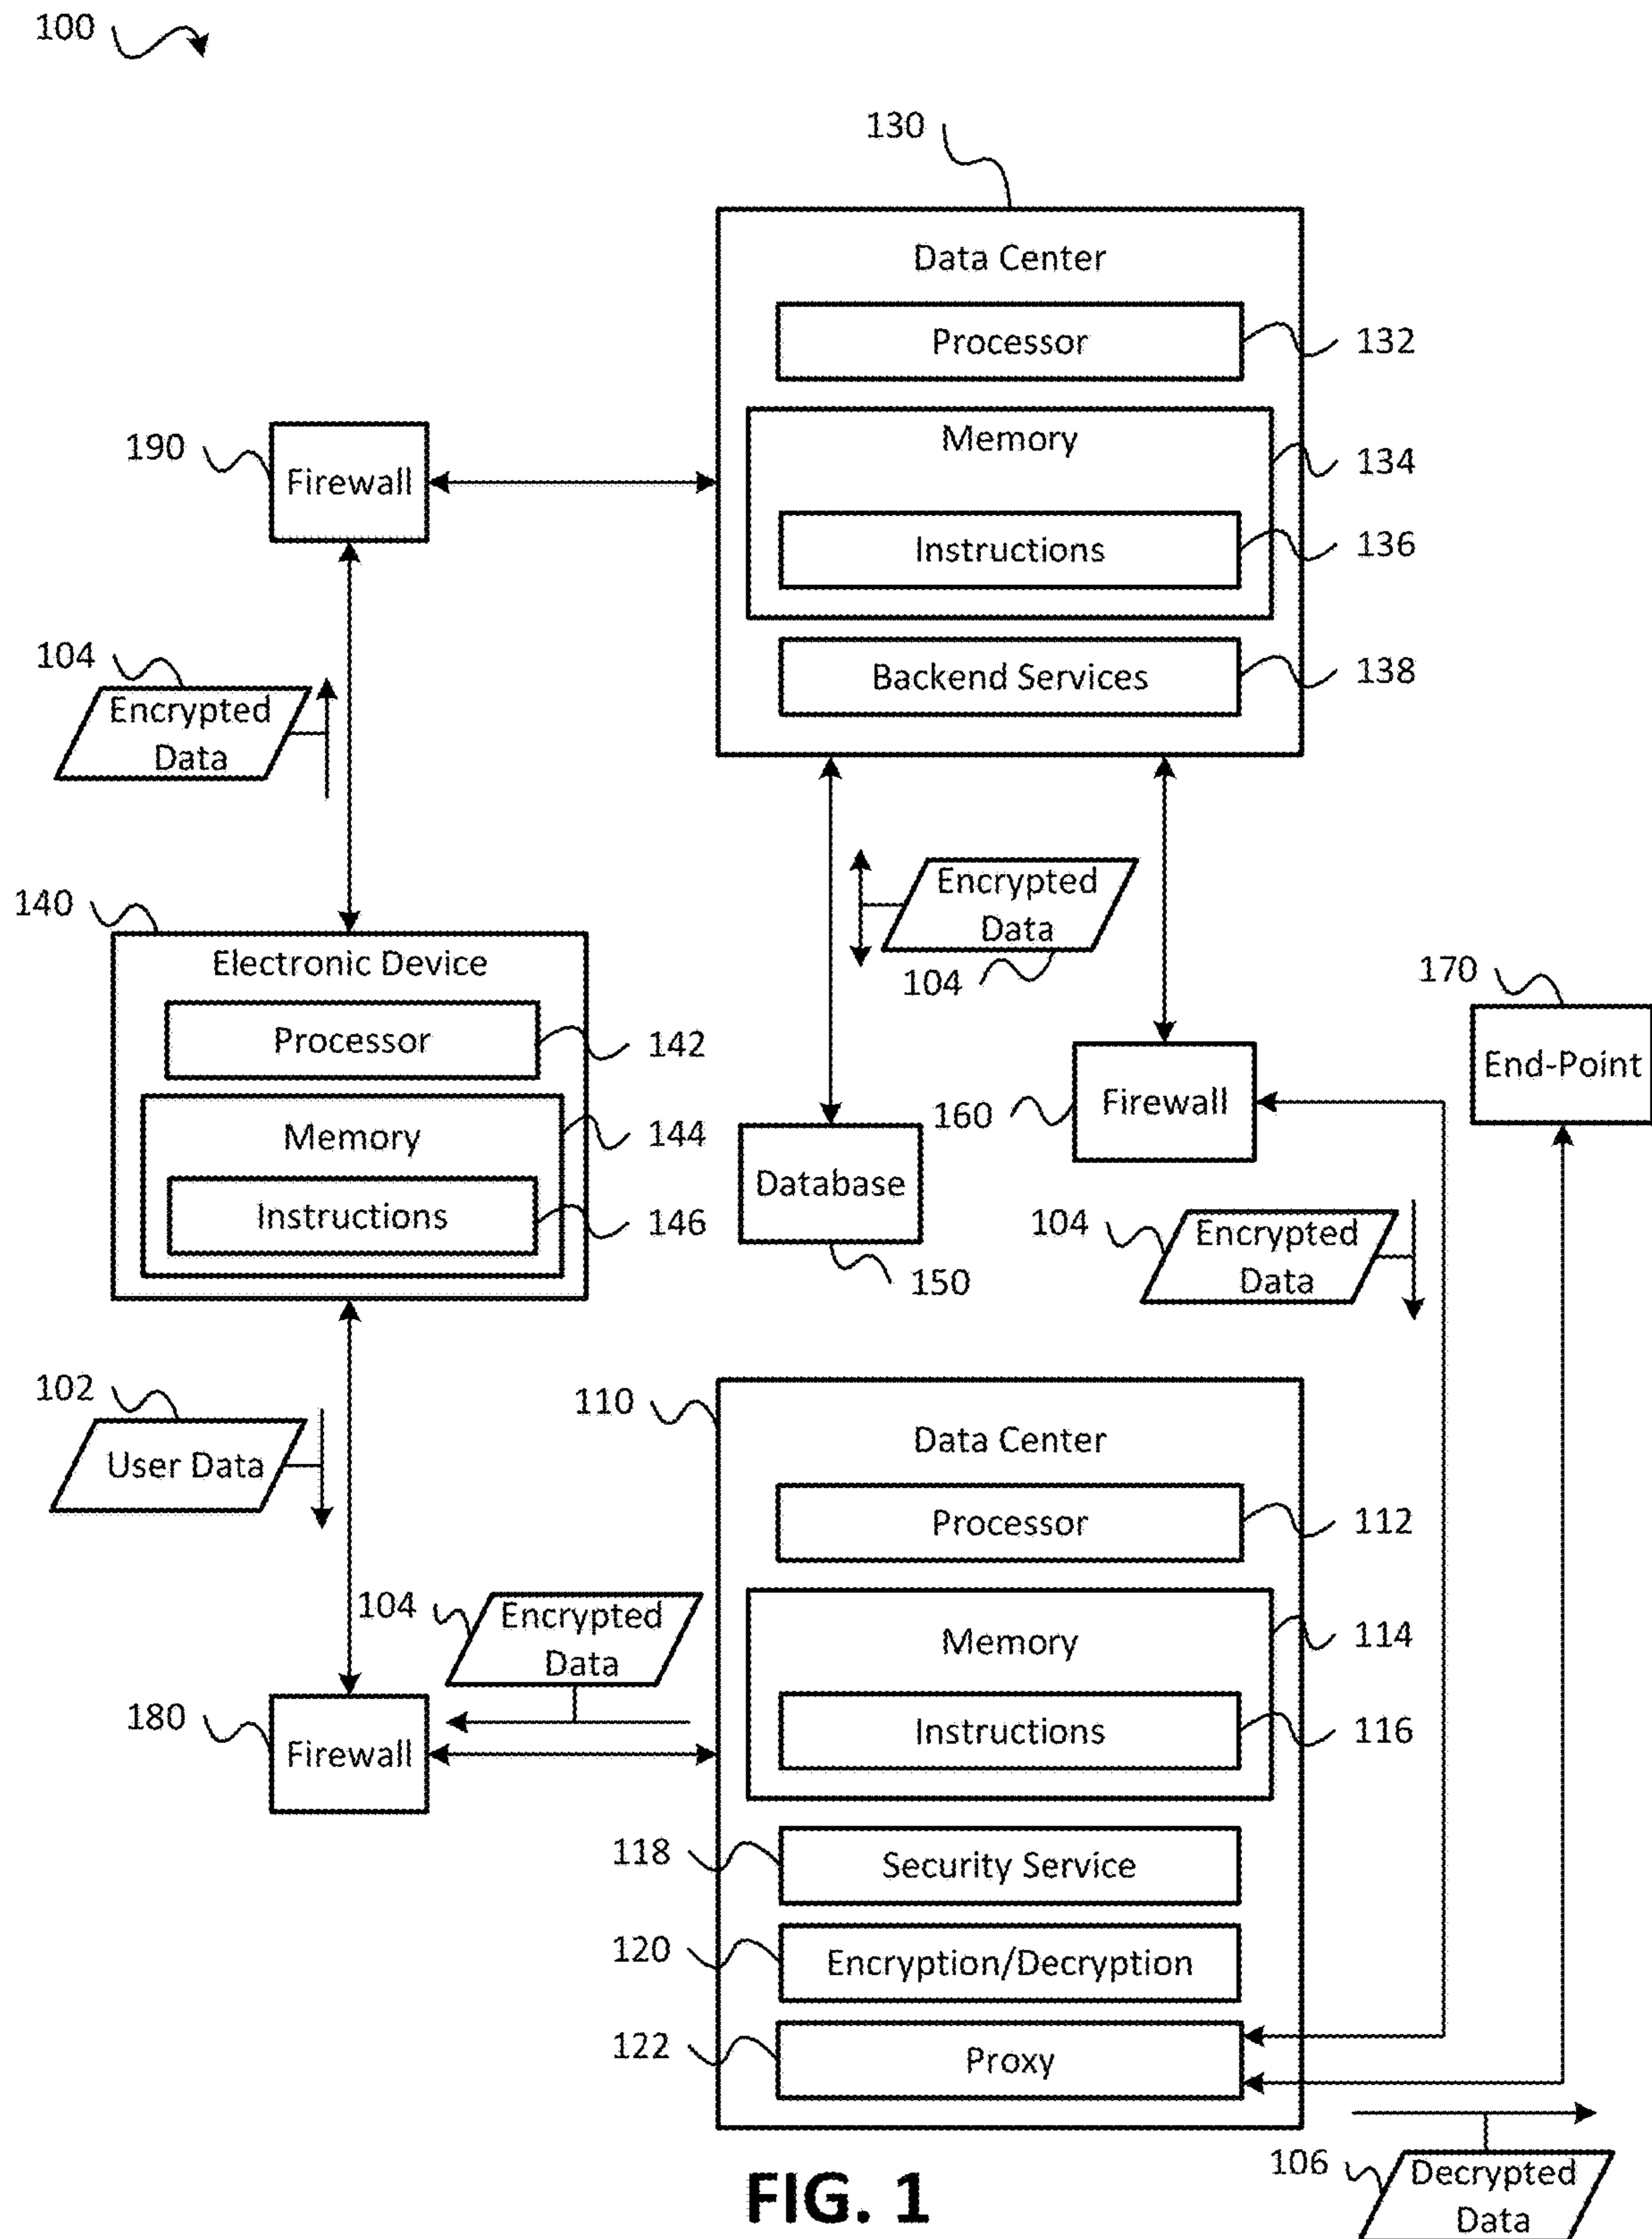 100
130
Data Center
Processor
132
190
Firewall
Memory
134
Instructions
136
104
Encrypted
Data
Backend Services
138
140
Electronic Device
Encrypted
Data
104
170
End-Point
Processor
142
160
Firewall
Memory
144
Database
150
Instructions
146
104
Encrypted
Data
102
User Data
110
Data Center
Processor
112
104
Encrypted
Data
Memory
114
180
Firewall
Instructions
116
118
Security Service
120
Encryption/Decryption
122
Proxy
106
Decrypted
Data
FIG. 1